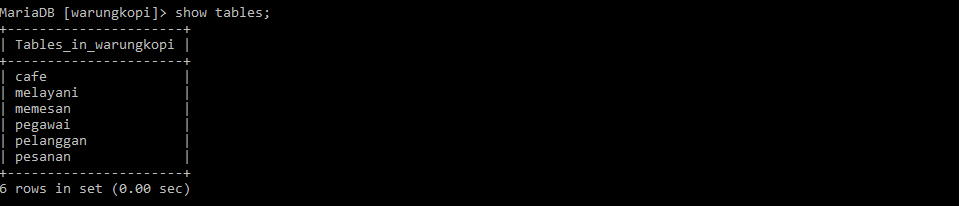 MariaDB [warungkopi]> show tables;
+----------------------+
| Tables_in_warungkopi |
+----------------------+
| cafe                 |
| melayani             |
| memesan              |
| pegawai              |
| pelanggan            |
| pesanan              |
+----------------------+
6 rows in set (0.00 sec)